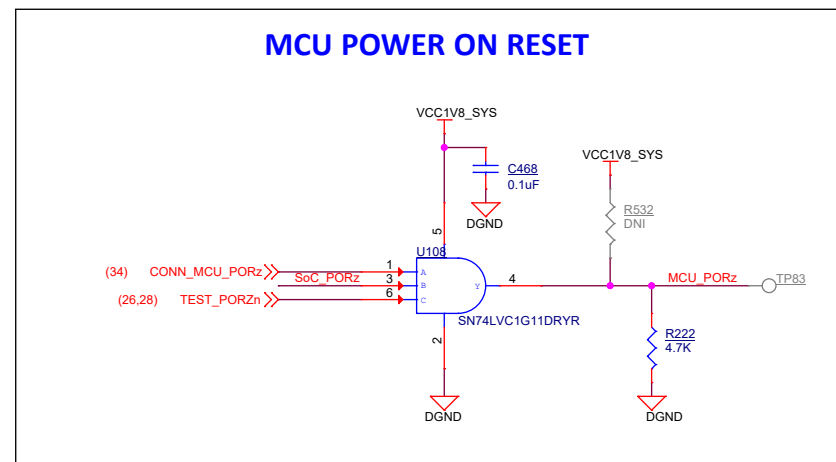 MCU POWER ON RESET
VCC1V8_SYS
VCC1V8_SYS
C468
0.1uF
R532
DNI
DGND
5
U108
(34) CONN_MCU_PORz 1 A
SoC_PORz 3 B Y 4 MCU_PORz TP83
(26,28) TEST_PORZn 6 C
SN74LVC1G11DRYR
2
R222
4.7K
DGND
DGND